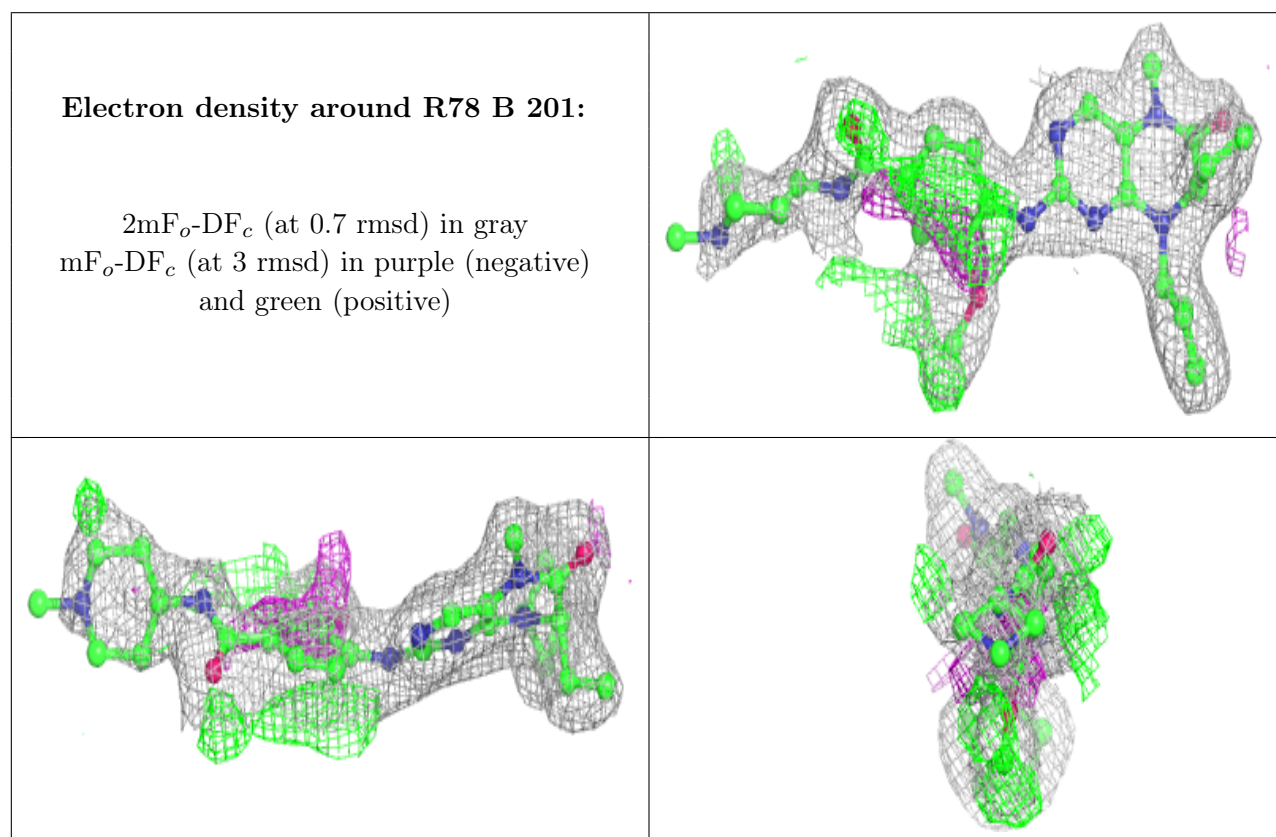 Electron density around R78 B 201:
2mFo-DFc (at 0.7 rmsd) in gray
mFo-DFc (at 3 rmsd) in purple (negative)
and green (positive)